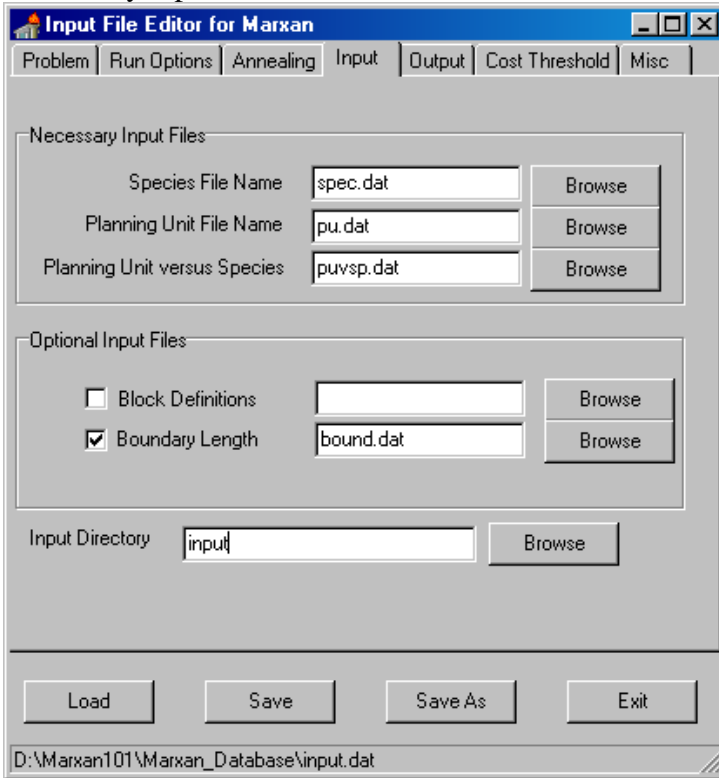 Input File Editor for Marxan
Problem Run Options Annealing Input Output Cost Threshold Misc
Necessary Input Files
Species File Name spec.dat Browse
Planning Unit File Name pu.dat Browse
Planning Unit versus Species puvsp.dat Browse
Optional Input Files
Block Definitions Browse
Boundary Length bound.dat Browse
Input Directory input Browse
Load Save Save As Exit
D:\Marxan101\Marxan_Database\input.dat